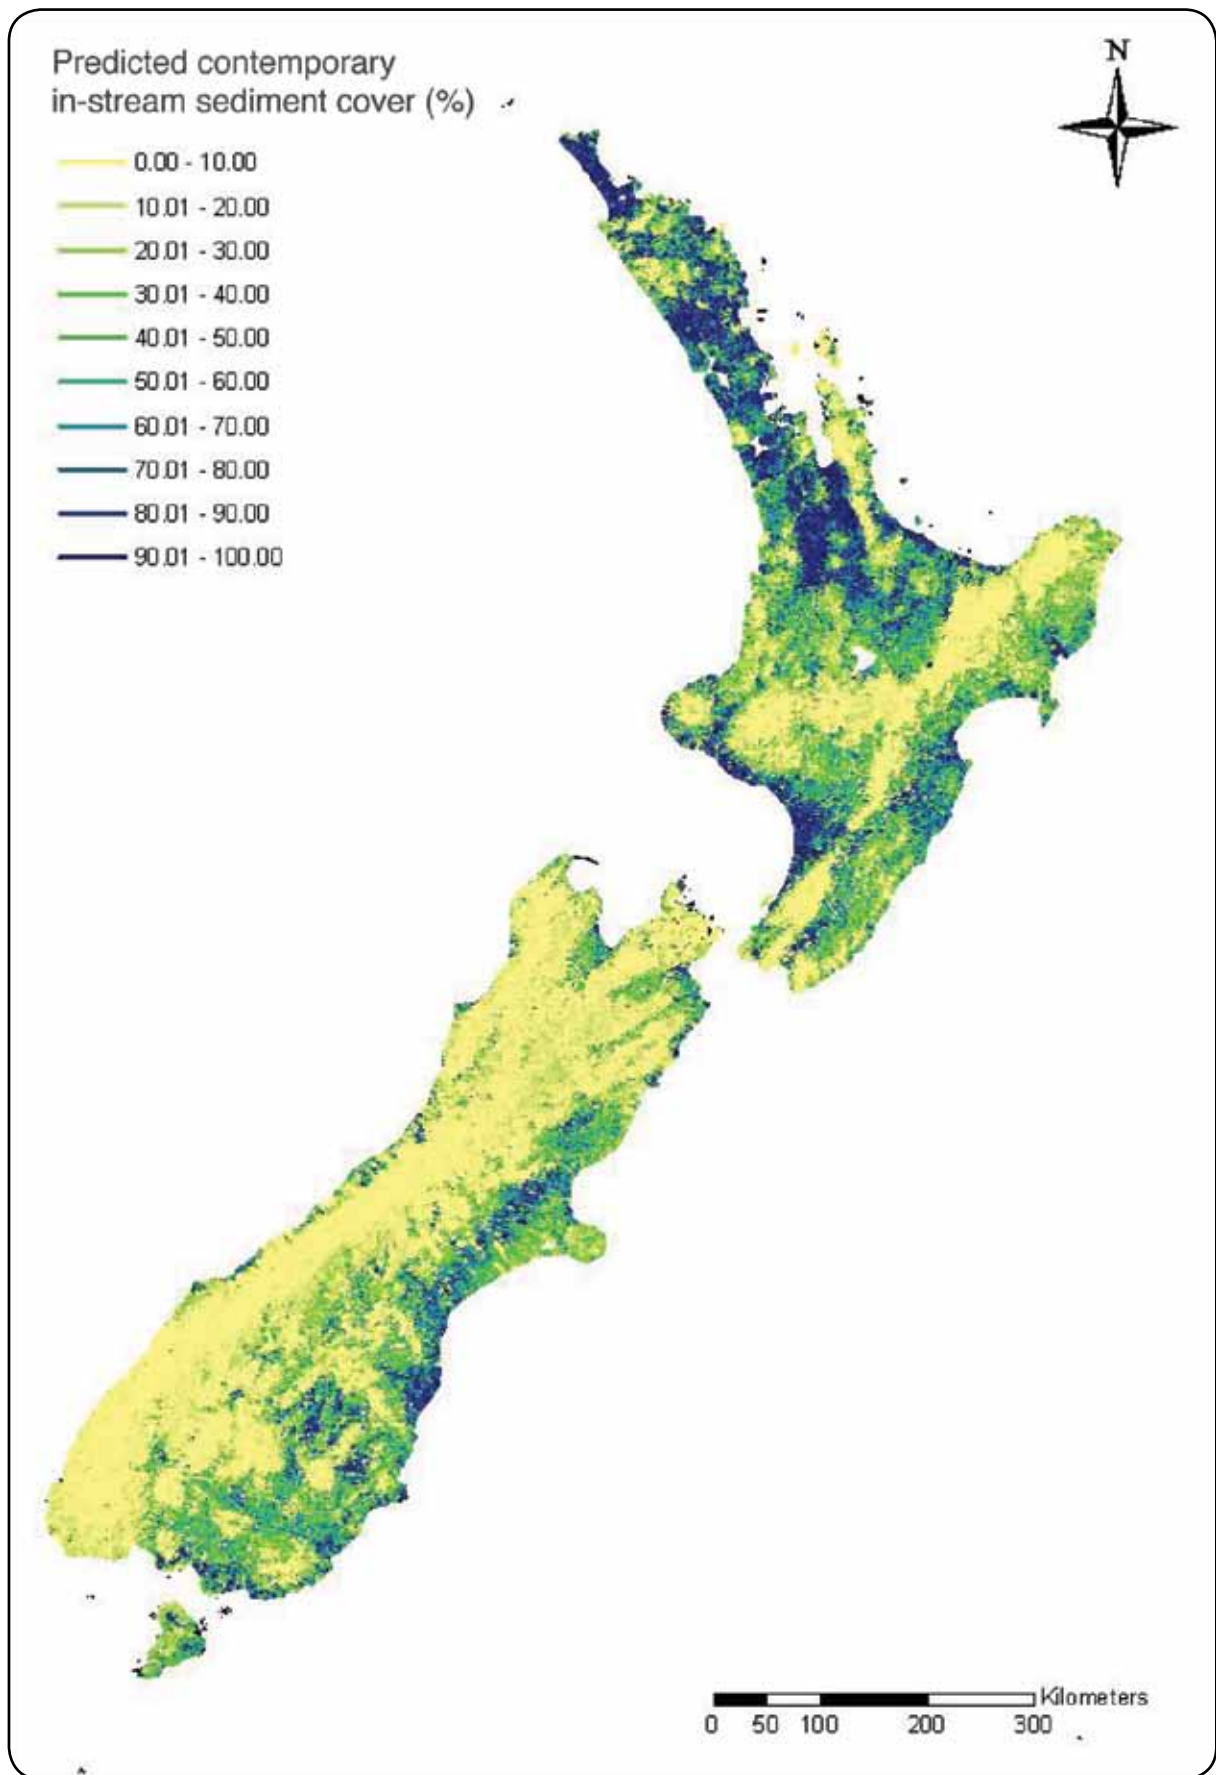 Predicted contemporary
in-stream sediment cover (%)
N
0.00 - 10.00
10.01 - 20.00
20.01 - 30.00
30.01 - 40.00
40.01 - 50.00
50.01 - 60.00
60.01 - 70.00
70.01 - 80.00
80.01 - 90.00
90.01 - 100.00
Kilometers
0 50 100 200 300